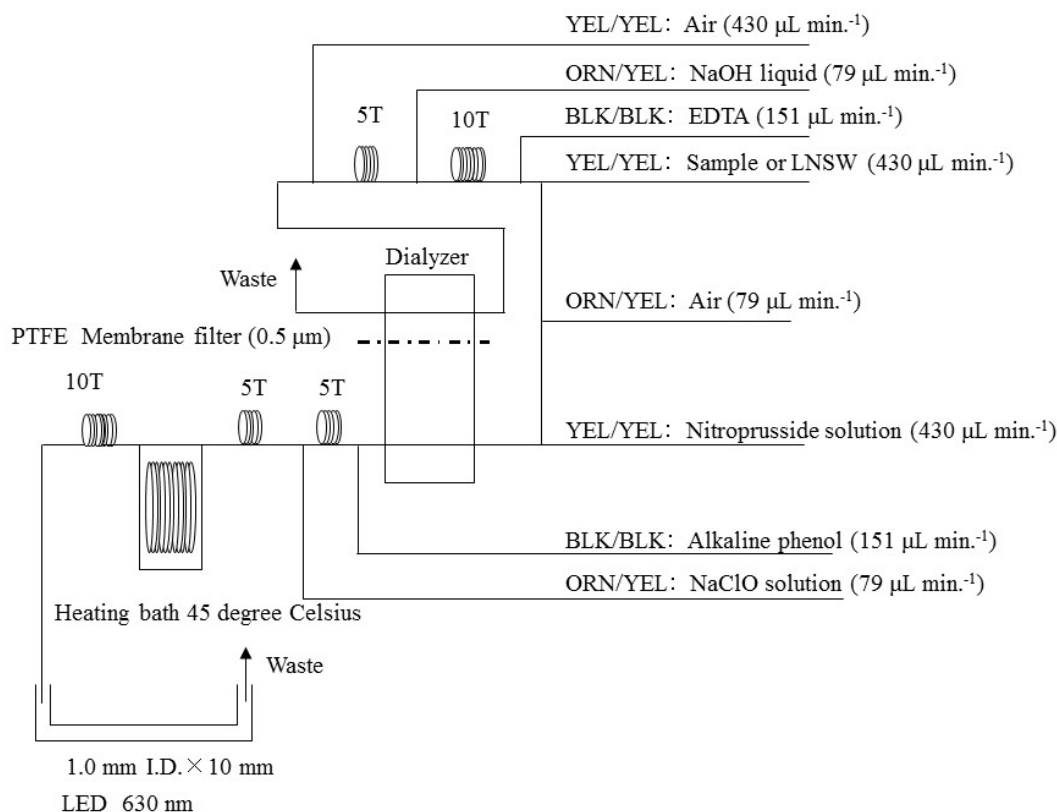 YEL/YEL: Air (430 μL min.-1)
ORN/YEL: NaOH liquid (79 μL min.-1)
5T
10T
BLK/BLK: EDTA (151 μL min.-1)
YEL/YEL: Sample or LNSW (430 μL min.-1)
Dialyzer
Waste
ORN/YEL: Air (79 μL min.-1)
PTFE Membrane filter (0.5 μm)
10T
5T
5T
YEL/YEL: Nitroprusside solution (430 μL min.-1)
BLK/BLK: Alkaline phenol (151 μL min.-1)
ORN/YEL: NaClO solution (79 μL min.-1)
Heating bath 45 degree Celsius
Waste
1.0 mm I.D.×10 mm
LED 630 nm